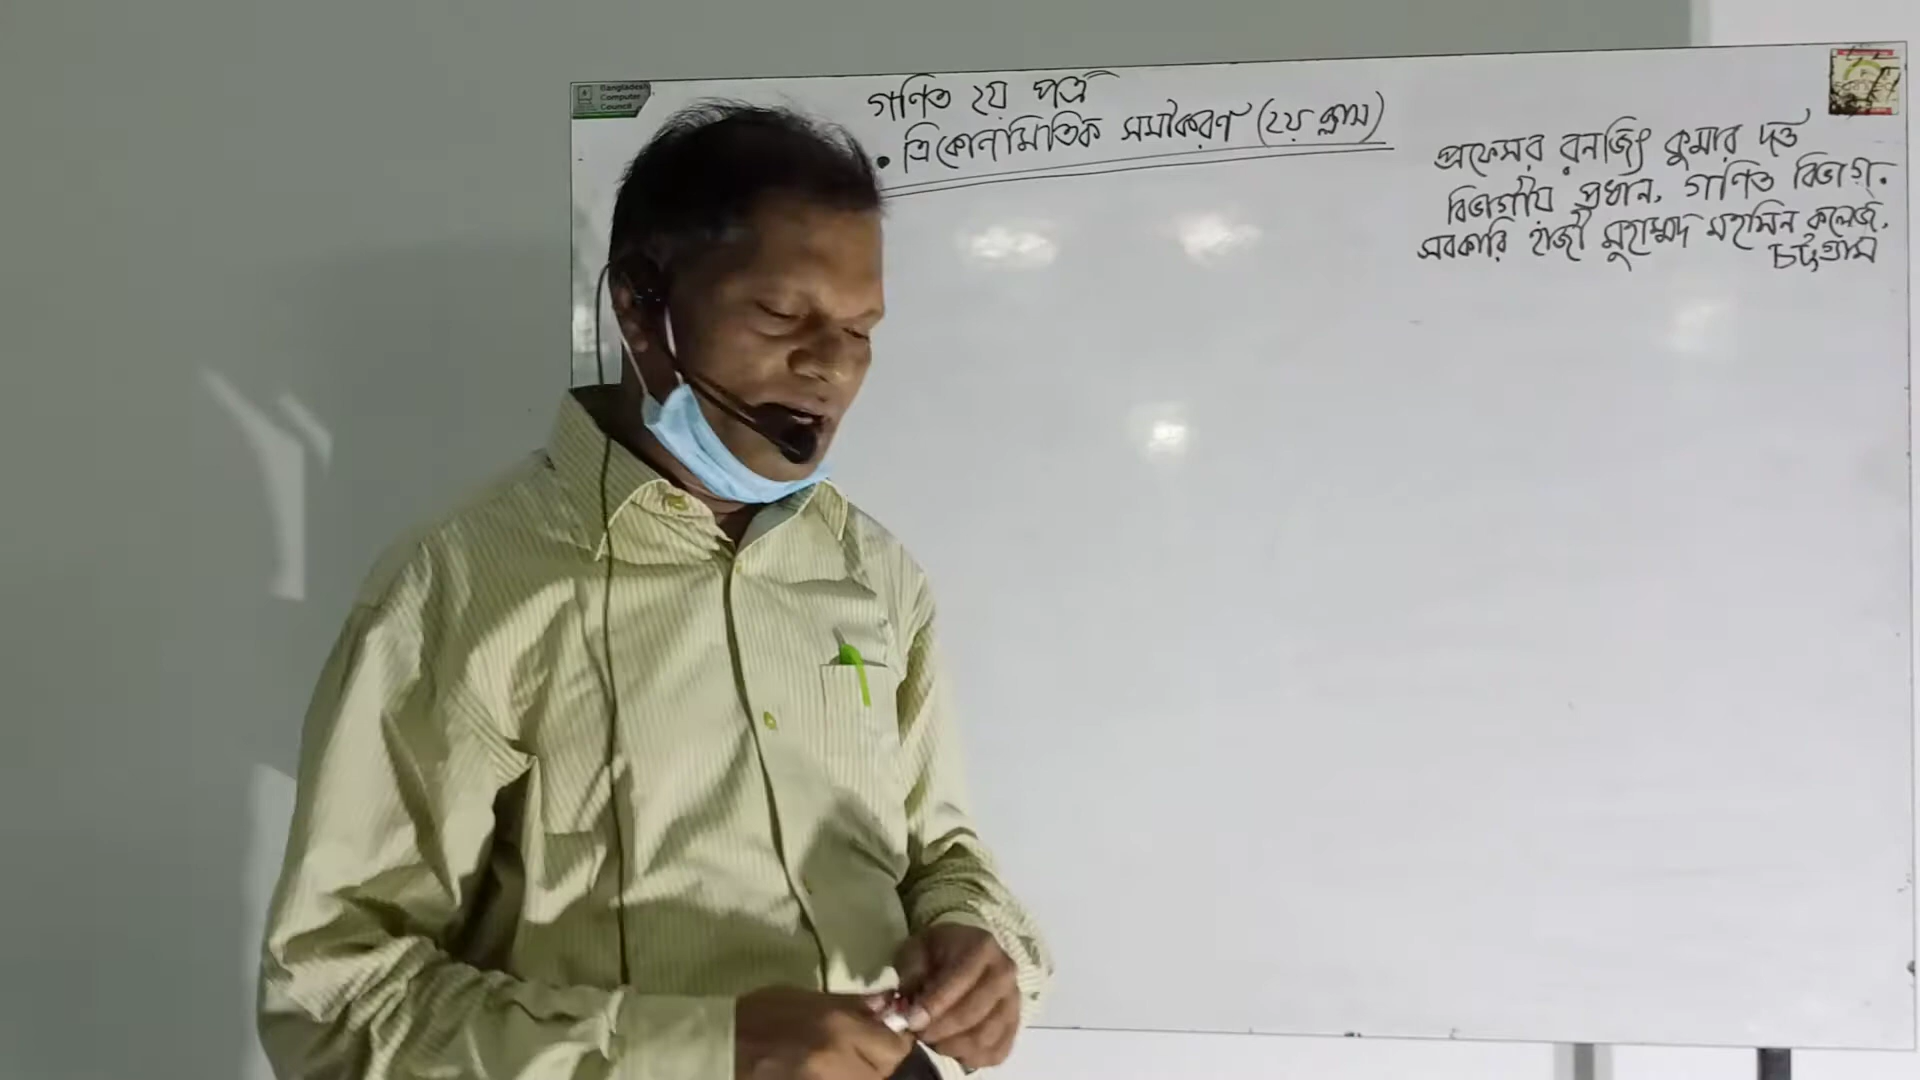 Bangladesh
Computer
Council
গণিত ২য় পত্র
• ত্রিকোনমিতিক সমীকরণ (২য় ক্লাস)
প্রফেসর রনজিৎ কুমার দত্ত
বিভাগীয় প্রধান, গণিত বিভাগ.
সরকারি হাজী মুহাম্মদ মহসিন কলেজ,
চট্টগ্রাম